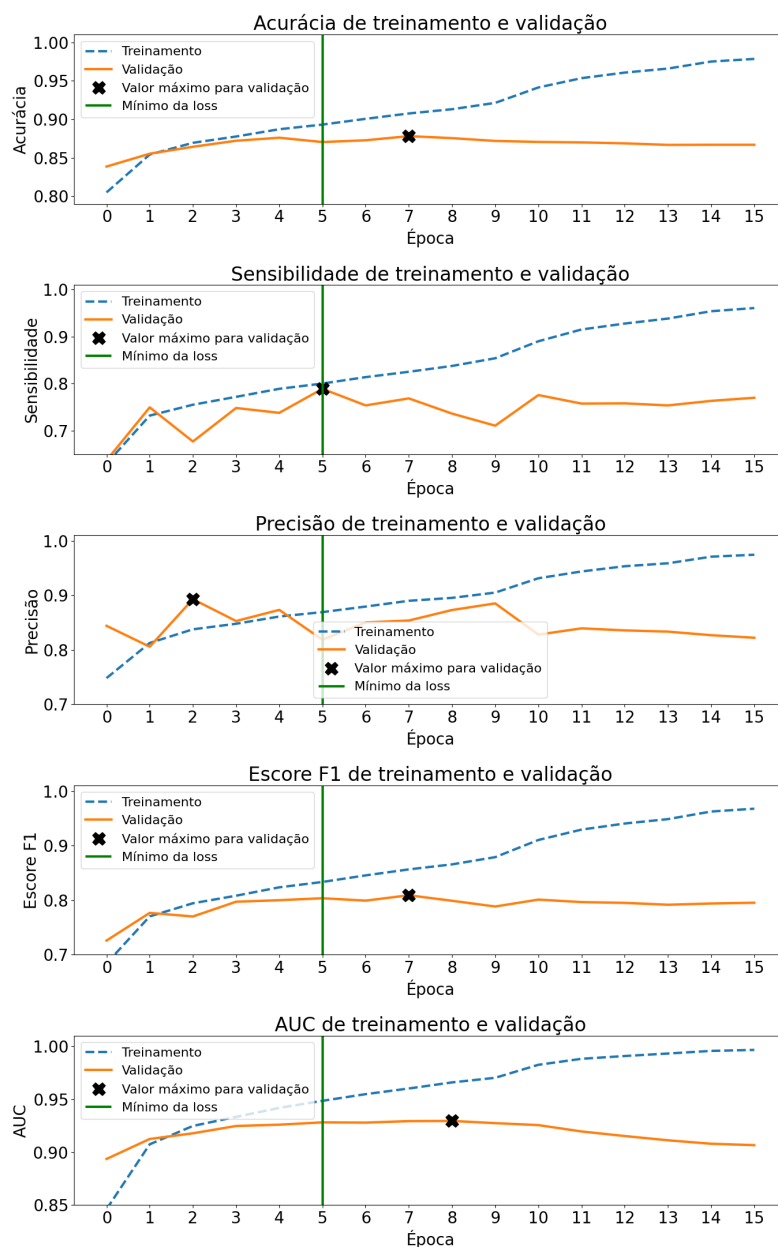 Acurácia de treinamento e validação
1.00
0.95
0.90
0.85
0.80
Acurácia
Treinamento
Validação
Valor máximo para validação
Mínimo da loss
0 1 2 3 4 5 6 7 8 9 10 11 12 13 14 15
Época
Sensibilidade de treinamento e validação
1.0
0.9
0.8
0.7
Sensibilidade
Treinamento
Validação
Valor máximo para validação
Mínimo da loss
0 1 2 3 4 5 6 7 8 9 10 11 12 13 14 15
Época
Precisão de treinamento e validação
1.0
0.9
0.8
0.7
Precisão
Treinamento
Validação
Valor máximo para validação
Mínimo da loss
0 1 2 3 4 5 6 7 8 9 10 11 12 13 14 15
Época
Escore F1 de treinamento e validação
1.0
0.9
0.8
0.7
Escore F1
Treinamento
Validação
Valor máximo para validação
Mínimo da loss
0 1 2 3 4 5 6 7 8 9 10 11 12 13 14 15
Época
AUC de treinamento e validação
1.00
0.95
0.90
0.85
AUC
Treinamento
Validação
Valor máximo para validação
Mínimo da loss
0 1 2 3 4 5 6 7 8 9 10 11 12 13 14 15
Época